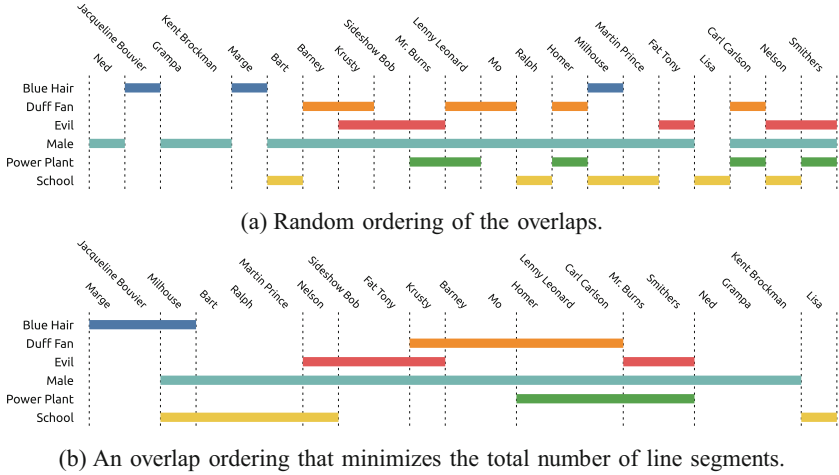 Ned
Jacqueline Bouvier
Grampa
Kent Brockman
Marge
Bart
Barney
Krusty
Sideshow Bob
Mr. Burns
Lenny Leonard
Mo
Ralph
Homer
Milhouse
Martin Prince
Fat Tony
Lisa
Carl Carlson
Nelson
Smithers
Blue Hair
Duff Fan
Evil
Male
Power Plant
School
(a) Random ordering of the overlaps.
Marge
Jacqueline Bouvier
Milhouse
Bart
Ralph
Martin Prince
Nelson
Sideshow Bob
Fat Tony
Krusty
Barney
Mo
Homer
Lenny Leonard
Carl Carlson
Mr. Burns
Smithers
Ned
Grampa
Kent Brockman
Lisa
Blue Hair
Duff Fan
Evil
Male
Power Plant
School
(b) An overlap ordering that minimizes the total number of line segments.